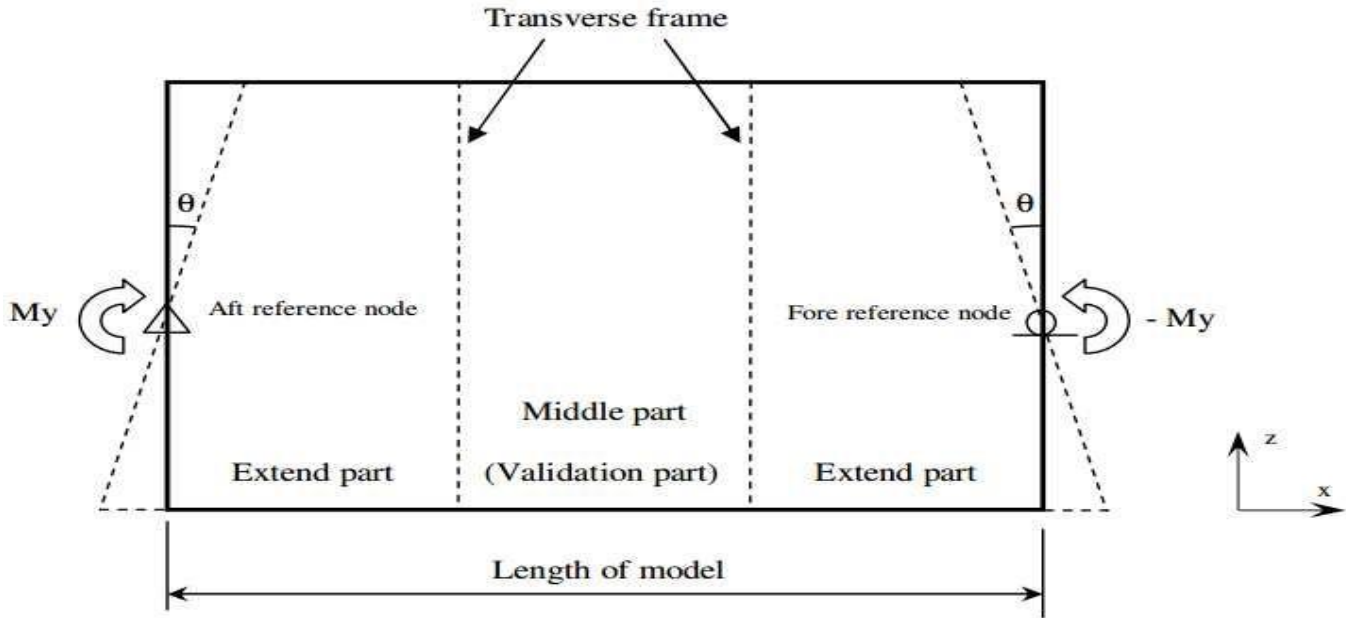 Transverse frame
θ
θ
My
Aft reference node
Fore reference node
- My
Middle part
(Validation part)
Extend part
Extend part
z
x
Length of model